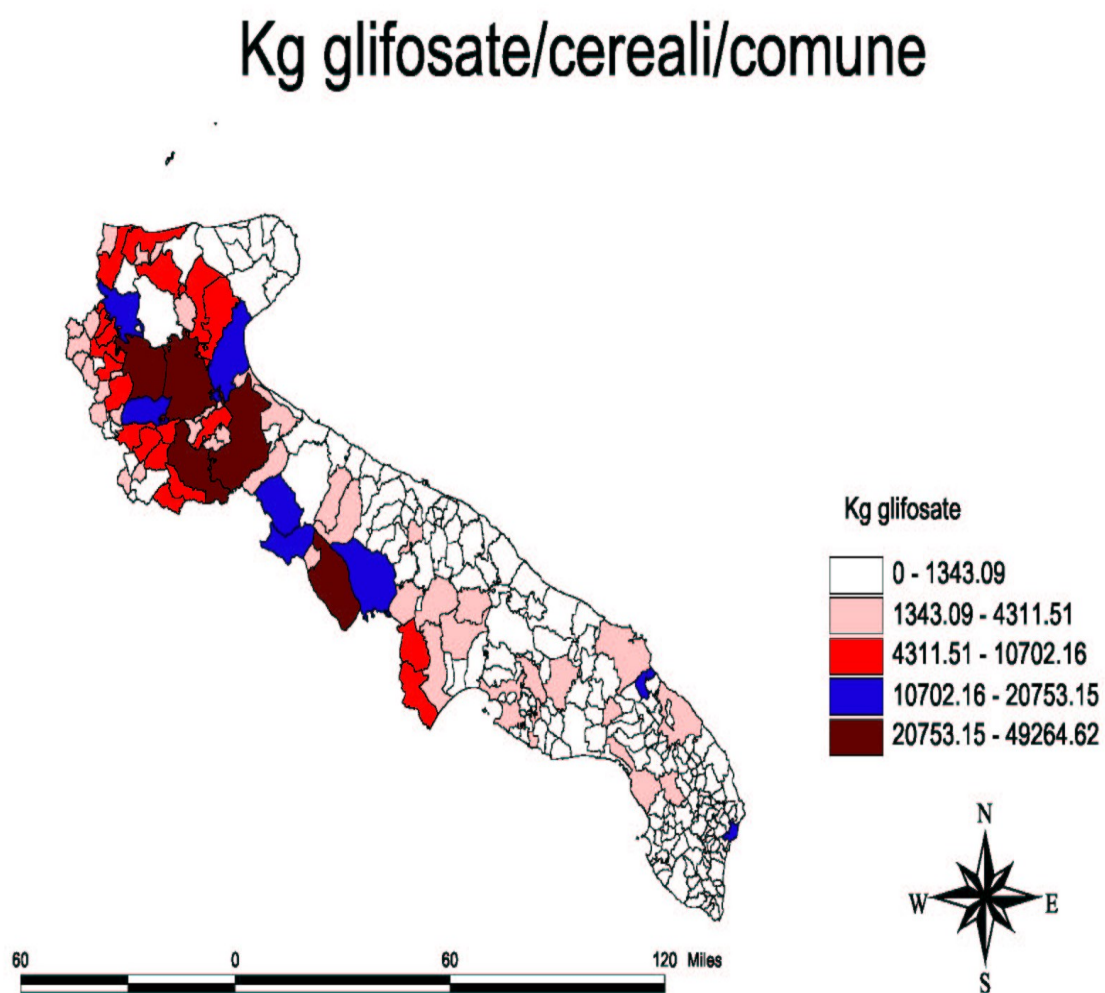 Kg glifosate/cereali/comune
Kg glifosate
0 - 1343.09
1343.09 - 4311.51
4311.51 - 10702.16
10702.16 - 20753.15
20753.15 - 49264.62
N
W E
S
60 0 60 120 Miles